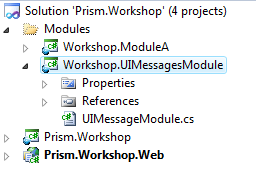 Solution 'Prism.Workshop' (4 projects)
Modules
Workshop.ModuleA
Workshop.UIMessagesModule
Properties
References
UIMessageModule.cs
Prism.Workshop
Prism.Workshop.Web